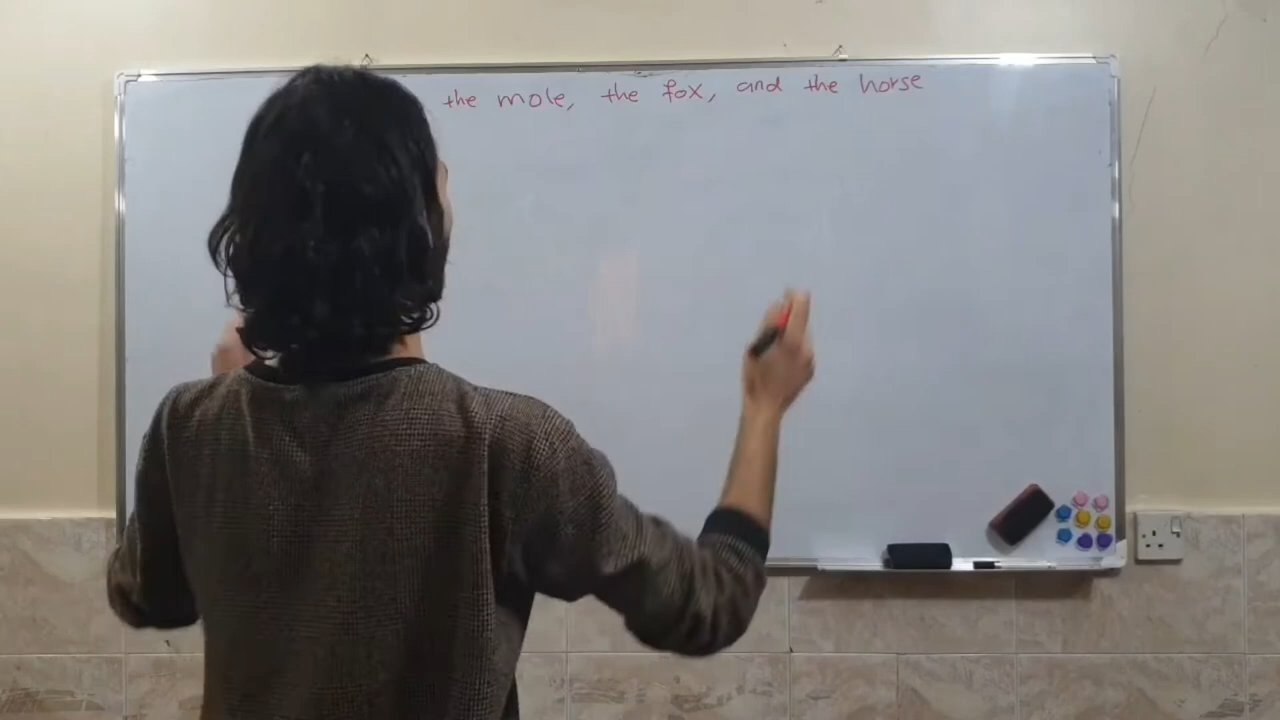 the mole, the fox, and the horse